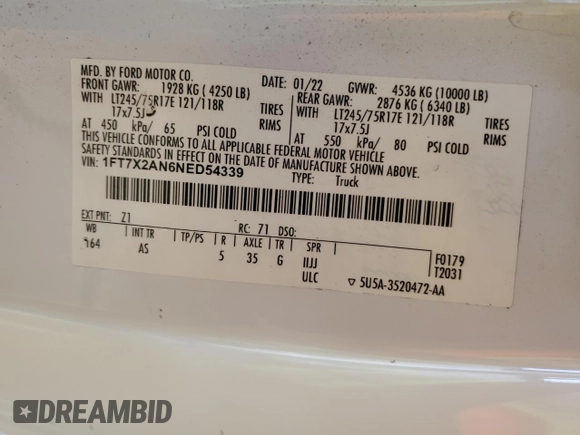 MFD. BY FORD MOTOR CO. DATE: 01/22 GVWR: 4536 KG (10000 LB)
FRONT GAWR: 1928 KG ( 4250 LB) REAR GAWR: 2876 KG ( 6340 LB)
WITH LT245/75R17E 121/118R TIRES WITH LT245/75R17E 121/118R TIRES
17x7.5J RIMS 17x7.5J RIMS
AT 450 kPa/ 65 PSI COLD AT 550 kPa/ 80 PSI COLD
THIS VEHICLE CONFORMS TO ALL APPLICABLE FEDERAL MOTOR VEHICLE
SAFETY STANDARDS IN EFFECT ON THE DATE OF MANUFACTURE SHOWN ABOVE.
VIN: 1FT7X2AN6NED54339
TYPE: Truck
EXT PNT: Z1 RC: 71 DSO:
WB INT TR TP/PS R AXLE TR SPR
164 AS 5 35 G IIJJ
ULC
F0179
T2031
5U5A-3520472-AA
DREAMBID